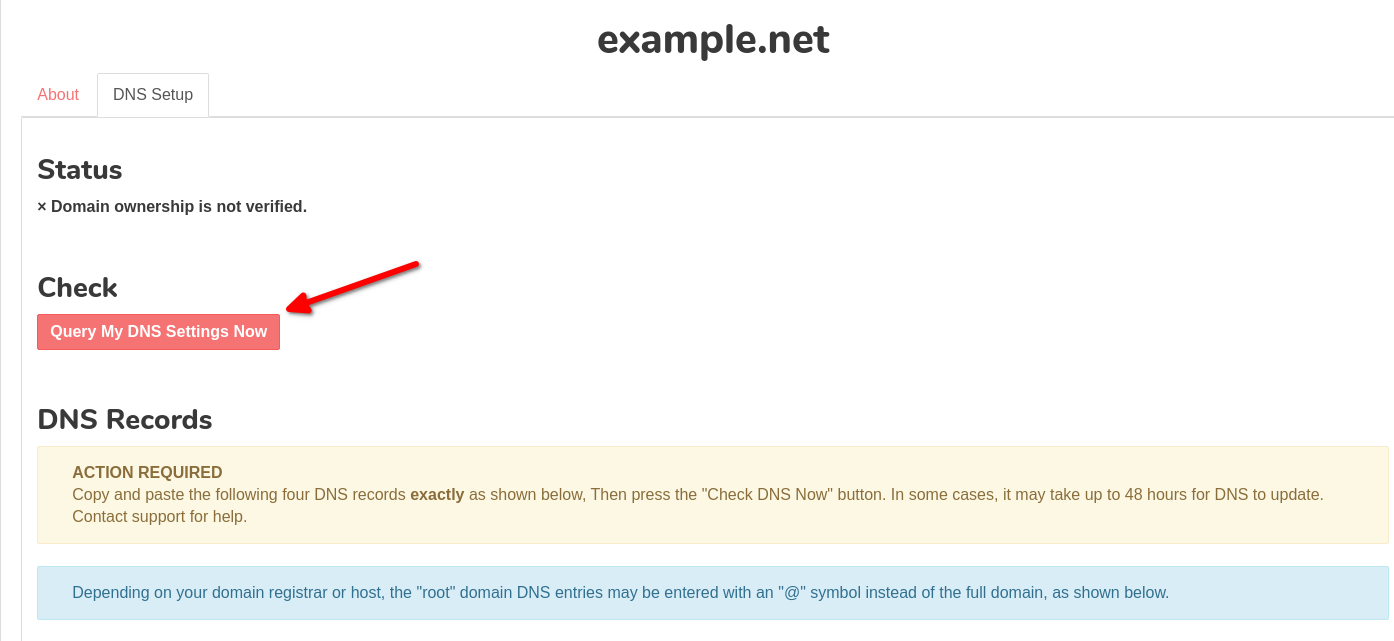 example.net
About
DNS Setup
Status
× Domain ownership is not verified.
Check
Query My DNS Settings Now
DNS Records
ACTION REQUIRED
Copy and paste the following four DNS records exactly as shown below, Then press the "Check DNS Now" button. In some cases, it may take up to 48 hours for DNS to update.
Contact support for help.
Depending on your domain registrar or host, the "root" domain DNS entries may be entered with an "@" symbol instead of the full domain, as shown below.